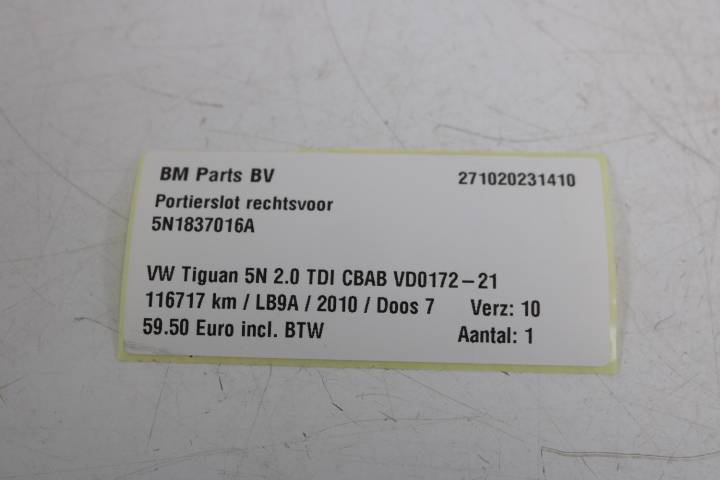 BM Parts BV 271020231410
Portierslot rechtsvoor
5N1837016A
VW Tiguan 5N 2.0 TDI CBAB VD0172-21
116717 km / LB9A / 2010 / Doos 7 Verz: 10
59.50 Euro incl. BTW Aantal: 1